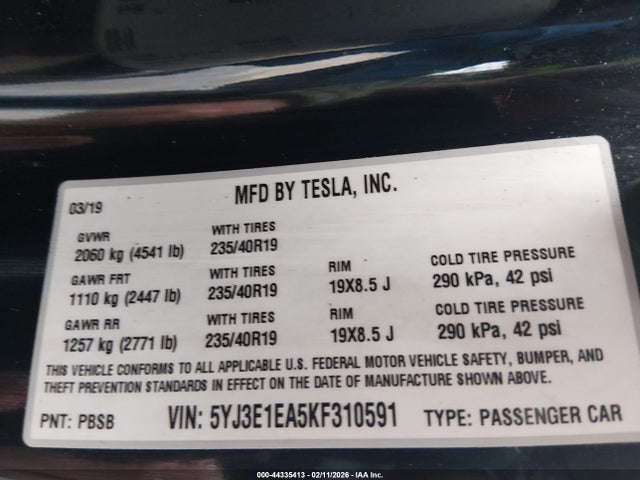 MFD BY TESLA, INC.
03/19
GVWR WITH TIRES
2060 kg (4541 lb) 235/40R19
GAWR FRT WITH TIRES RIM COLD TIRE PRESSURE
1110 kg (2447 lb) 235/40R19 19X8.5 J 290 kPa, 42 psi
GAWR RR WITH TIRES RIM COLD TIRE PRESSURE
1257 kg (2771 lb) 235/40R19 19X8.5 J 290 kPa, 42 psi
THIS VEHICLE CONFORMS TO ALL APPLICABLE U.S. FEDERAL MOTOR VEHICLE SAFETY, BUMPER, AND
THEFT PREVENTION STANDARDS IN EFFECT ON THE DATE OF MANUFACTURE SHOWN ABOVE.
PNT: PBSB VIN: 5YJ3E1EA5KF310591 TYPE: PASSENGER CAR
000-44335413 - 02/11/2026 - IAA Inc.